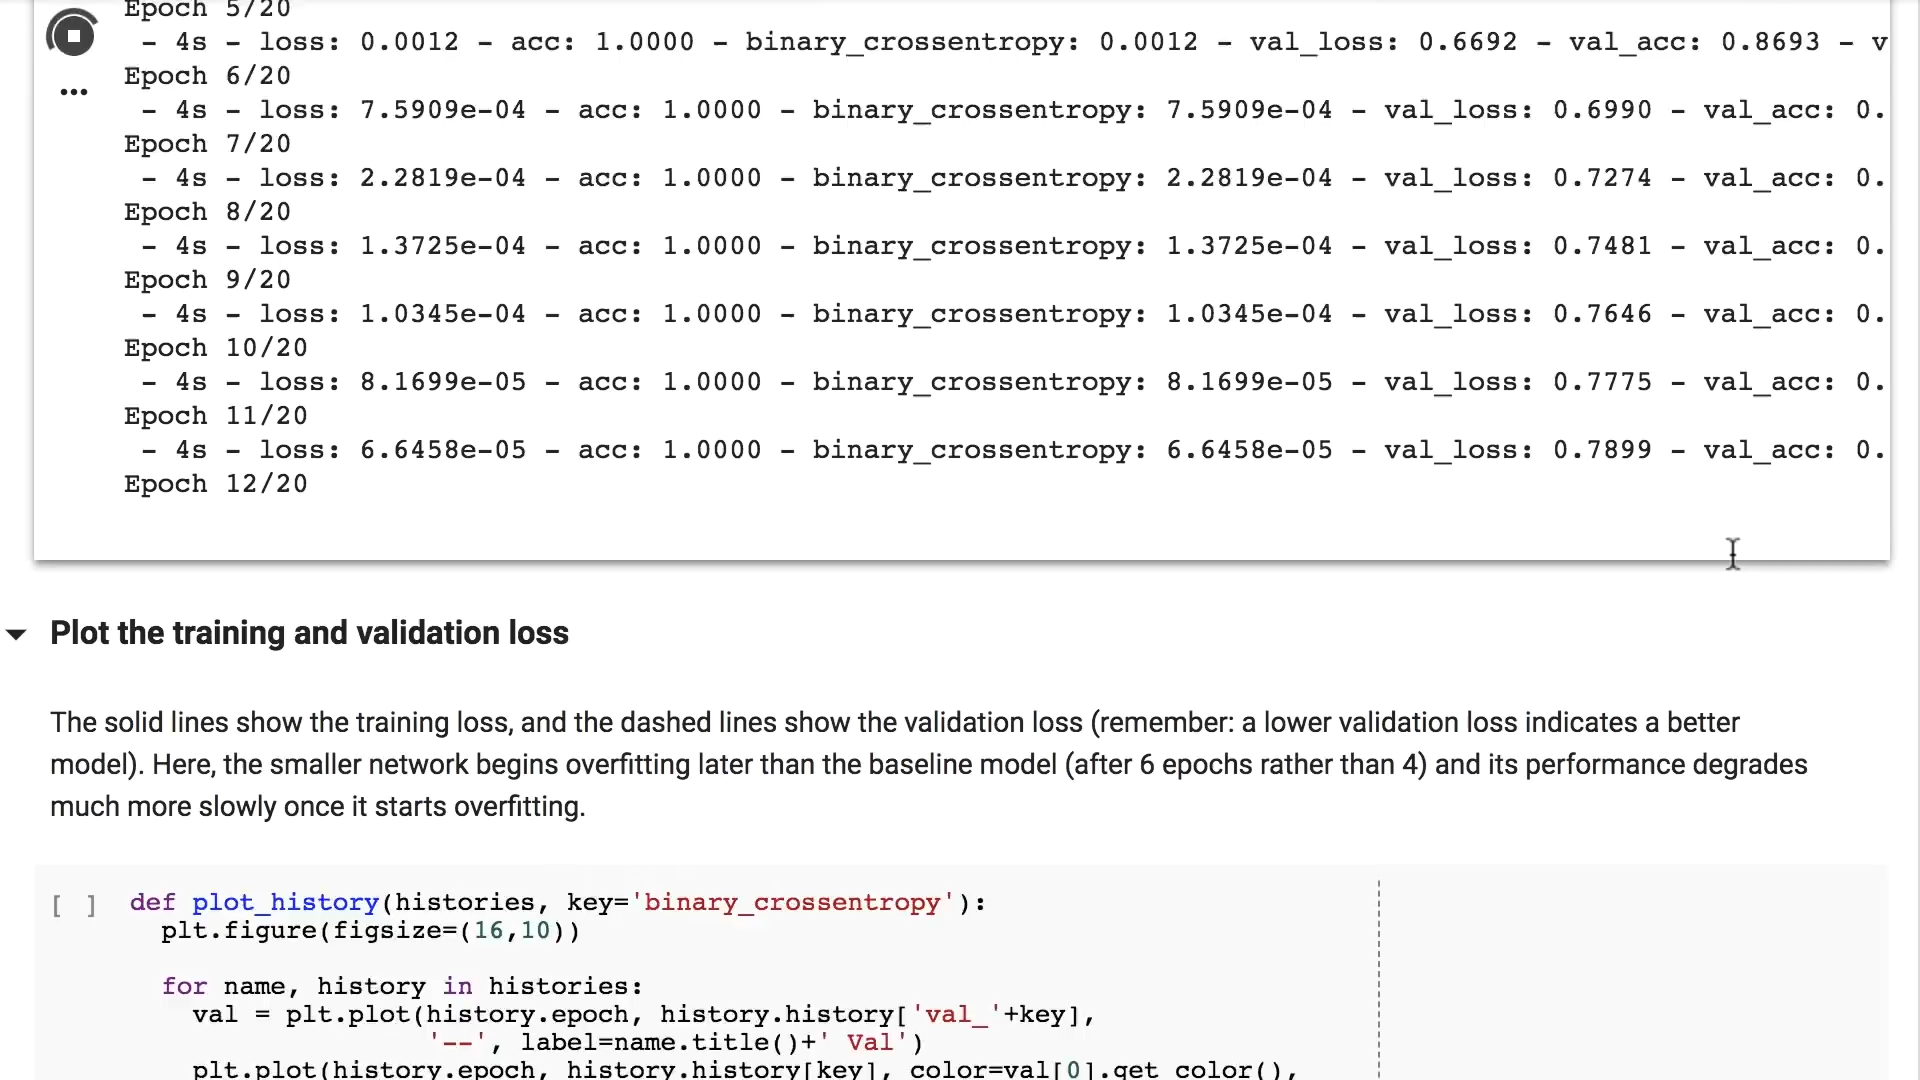 Epoch 5/20
- 4s - loss: 0.0012 - acc: 1.0000 - binary_crossentropy: 0.0012 - val_loss: 0.6692 - val_acc: 0.8693 - v
Epoch 6/20
- 4s - loss: 7.5909e-04 - acc: 1.0000 - binary_crossentropy: 7.5909e-04 - val_loss: 0.6990 - val_acc: 0.
Epoch 7/20
- 4s - loss: 2.2819e-04 - acc: 1.0000 - binary_crossentropy: 2.2819e-04 - val_loss: 0.7274 - val_acc: 0.
Epoch 8/20
- 4s - loss: 1.3725e-04 - acc: 1.0000 - binary_crossentropy: 1.3725e-04 - val_loss: 0.7481 - val_acc: 0.
Epoch 9/20
- 4s - loss: 1.0345e-04 - acc: 1.0000 - binary_crossentropy: 1.0345e-04 - val_loss: 0.7646 - val_acc: 0.
Epoch 10/20
- 4s - loss: 8.1699e-05 - acc: 1.0000 - binary_crossentropy: 8.1699e-05 - val_loss: 0.7775 - val_acc: 0.
Epoch 11/20
- 4s - loss: 6.6458e-05 - acc: 1.0000 - binary_crossentropy: 6.6458e-05 - val_loss: 0.7899 - val_acc: 0.
Epoch 12/20
Plot the training and validation loss
The solid lines show the training loss, and the dashed lines show the validation loss (remember: a lower validation loss indicates a better
model). Here, the smaller network begins overfitting later than the baseline model (after 6 epochs rather than 4) and its performance degrades
much more slowly once it starts overfitting.
[ ] def plot_history(histories, key='binary_crossentropy'):
plt.figure(figsize=(16,10))
for name, history in histories:
val = plt.plot(history.epoch, history.history['val_'+key],
'--', label=name.title()+' Val')
plt.plot(history.epoch, history.history[key], color=val[0].get_color(),